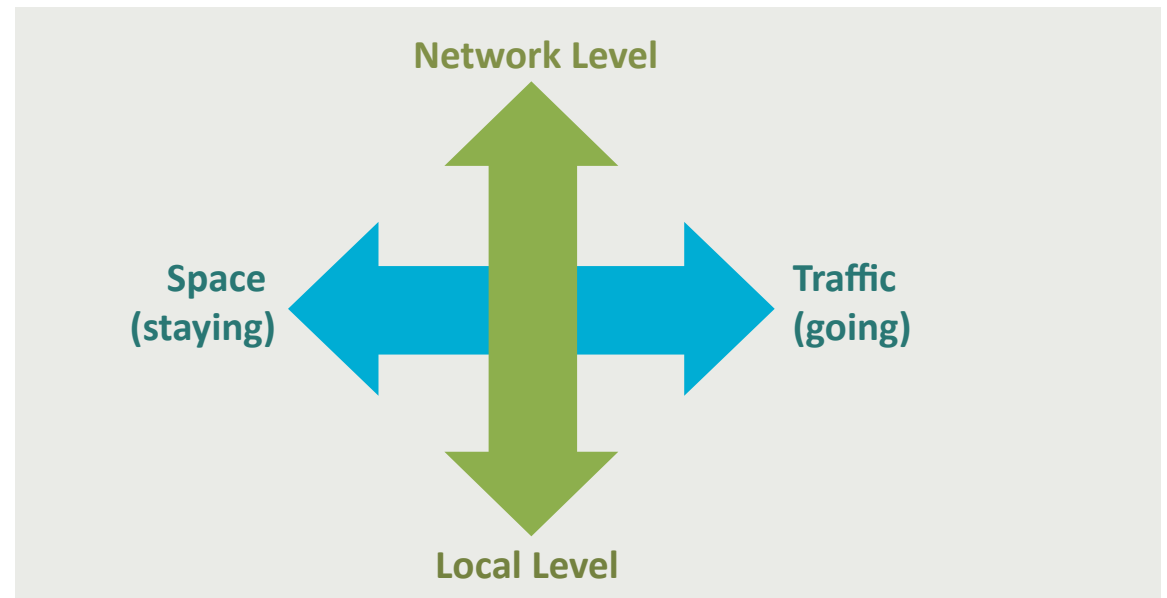 Network Level
Space
(staying)
Traffic
(going)
Local Level